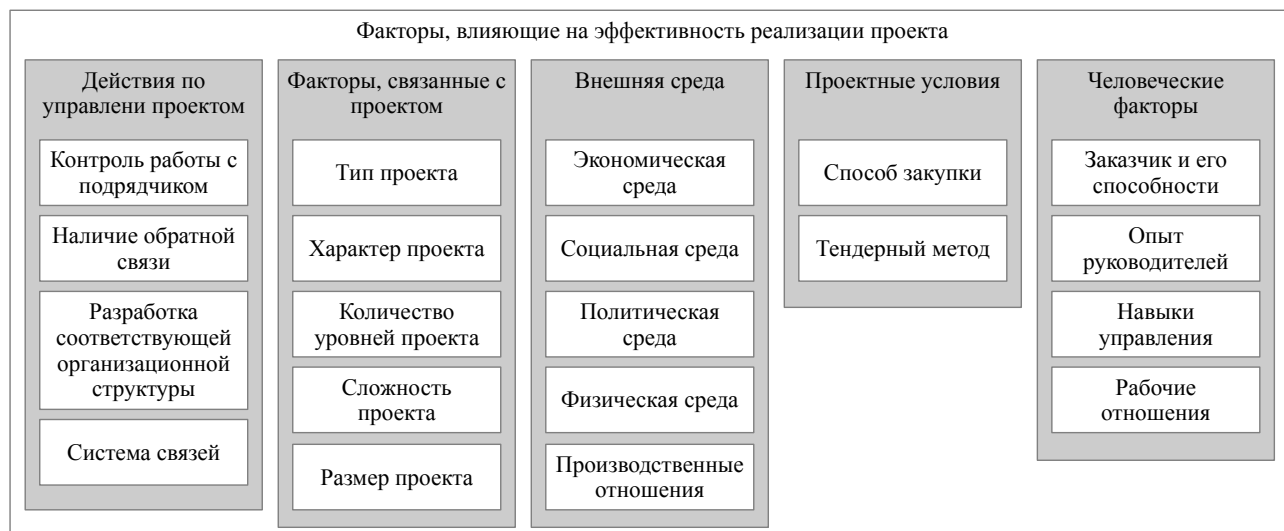 Факторы, влияющие на эффективность реализации проекта
Действия по
управлени проектом
Контроль работы с
подрядчиком
Наличие обратной
связи
Разработка
соответствующей
организационной
структуры
Система связей
Факторы, связанные с
проектом
Тип проекта
Характер проекта
Количество
уровней проекта
Сложность
проекта
Размер проекта
Внешняя среда
Экономическая
среда
Социальная среда
Политическая
среда
Физическая среда
Производственные
отношения
Проектные условия
Способ закупки
Тендерный метод
Человеческие
факторы
Заказчик и его
способности
Опыт
руководителей
Навыки
управления
Рабочие
отношения